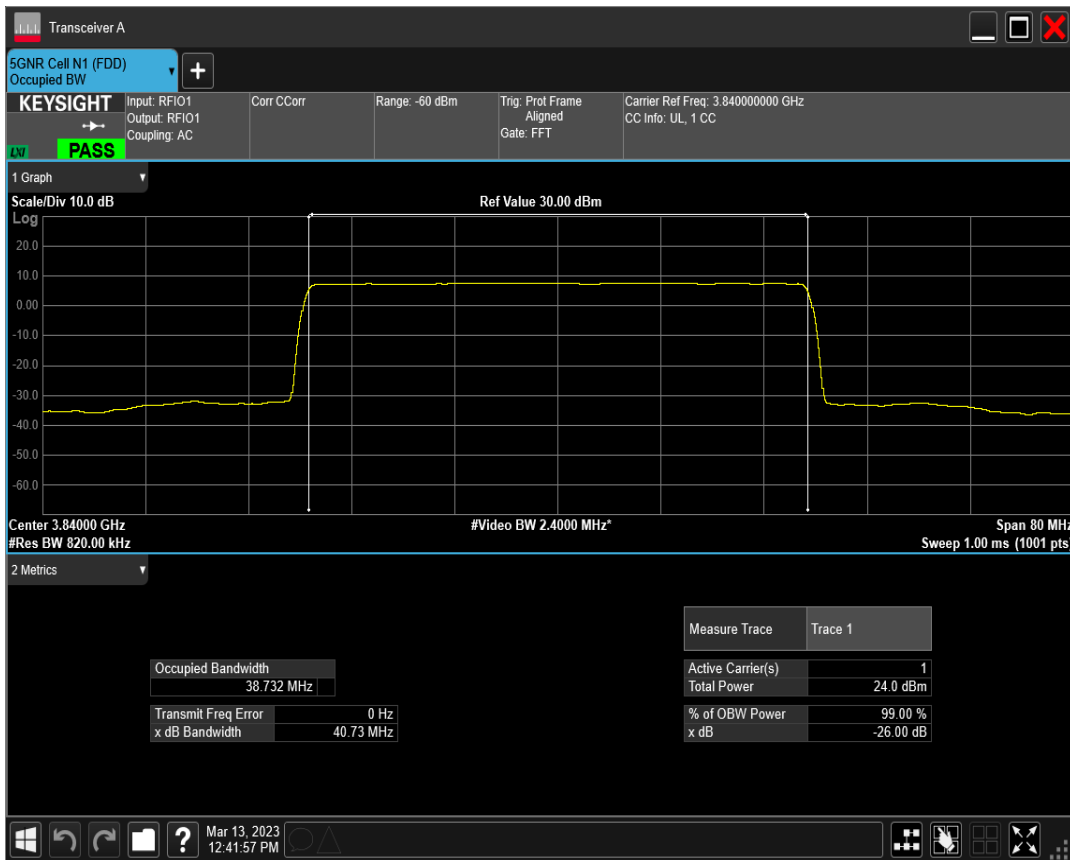 Transceiver A
5GNR Cell N1 (FDD)
Occupied BW
+
KEYSIGHT
LXI
PASS
Input: RFIO1
Output: RFIO1
Coupling: AC
Corr CCorr
Range: -60 dBm
Trig: Prot Frame
Aligned
Gate: FFT
Carrier Ref Freq: 3.840000000 GHz
CC Info: UL, 1 CC
1 Graph
Scale/Div 10.0 dB
Ref Value 30.00 dBm
Log
20.0
10.0
0.00
-10.0
-20.0
-30.0
-40.0
-50.0
-60.0
Center 3.84000 GHz
#Video BW 2.4000 MHz*
Span 80 MHz
#Res BW 820.00 kHz
Sweep 1.00 ms (1001 pts)
2 Metrics
Measure Trace Trace 1
Occupied Bandwidth
38.732 MHz
Active Carrier(s) 1
Total Power 24.0 dBm
Transmit Freq Error 0 Hz
x dB Bandwidth 40.73 MHz
% of OBW Power 99.00 %
x dB -26.00 dB
?
Mar 13, 2023
12:41:57 PM